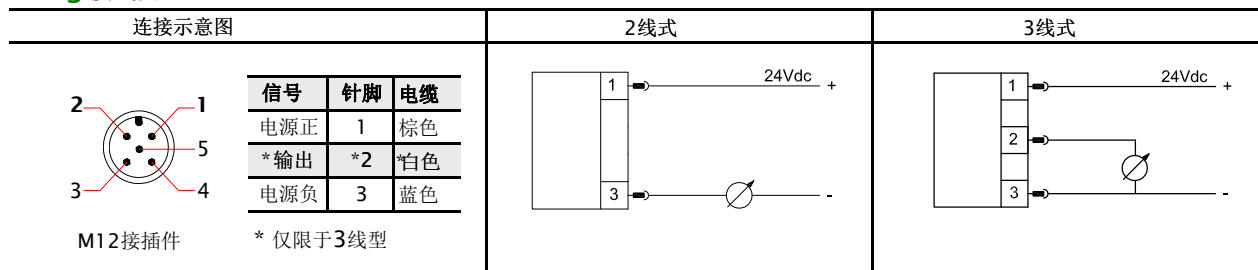 连接示意图 2线式 3线式
信号 针脚 电缆
电源正 1 棕色
*输出 *2 *白色
电源负 3 蓝色
* 仅限于3线型
2 1
5
3 4
M12接插件
1 24Vdc +
3 -
1 24Vdc +
2
3 -